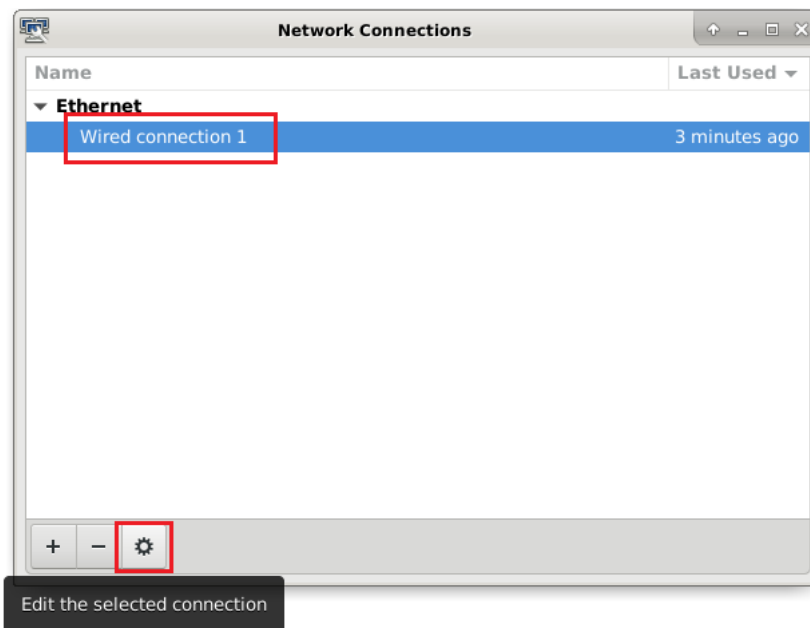 Network Connections
Name Last Used
Ethernet
Wired connection 1 3 minutes ago
Edit the selected connection